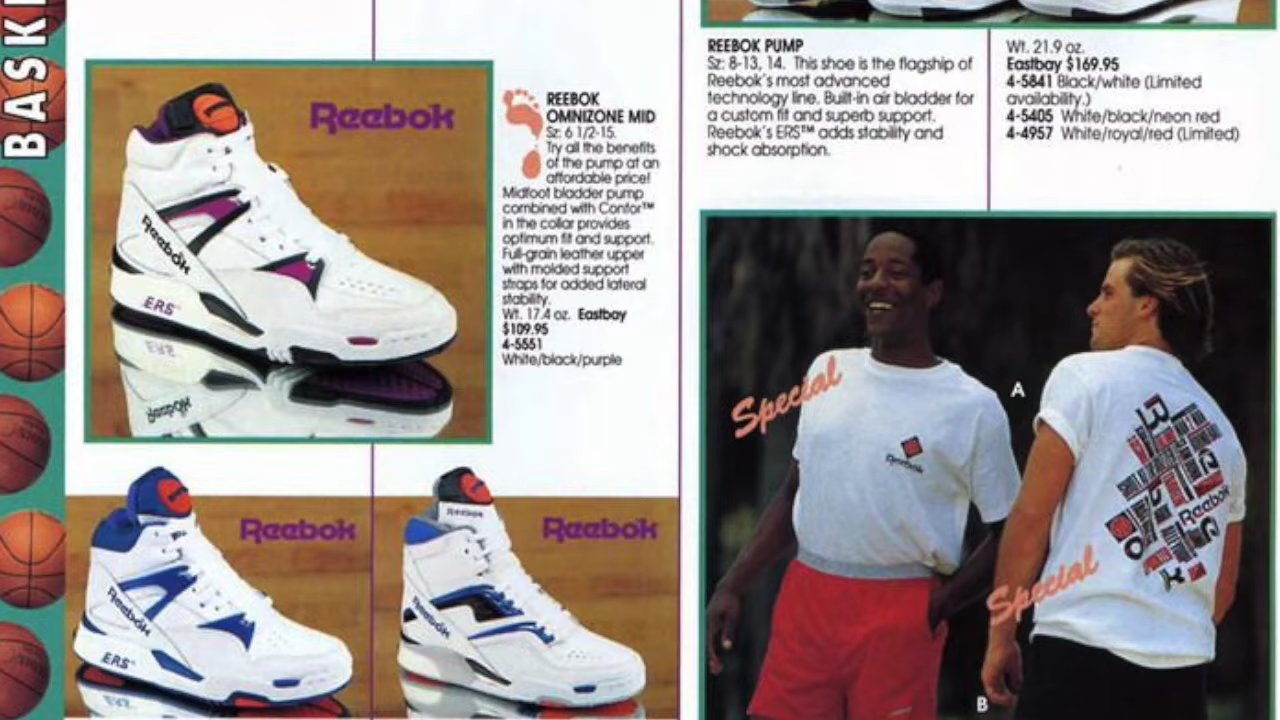 BASK
Reebok
Reebok
ERS™
REEBOK
OMNIZONE MID
Sz: 6 1/2-15.
Try all the benefits
of the pump at an
affordable price!
Midfoot bladder pump
combined with Confor™
in the collar provides
optimum fit and support.
Full-grain leather upper
with molded support
straps for added lateral
stability.
Wt. 17.4 oz. Eastbay
$109.95
4-5551
White/black/purple
Reebok
Reebok
ERS™
Reebok
Reebok
Reebok
REEBOK PUMP
Sz: 8-13, 14. This shoe is the flagship of
Reebok's most advanced
technology line. Built-in air bladder for
a custom fit and superb support.
Reebok's ERS™ adds stability and
shock absorption.
Wt. 21.9 oz.
Eastbay $169.95
4-5841 Black/white (Limited
availability.)
4-5405 White/black/neon red
4-4957 White/royal/red (Limited)
Special
A
Reebok
Reebok
Special
B